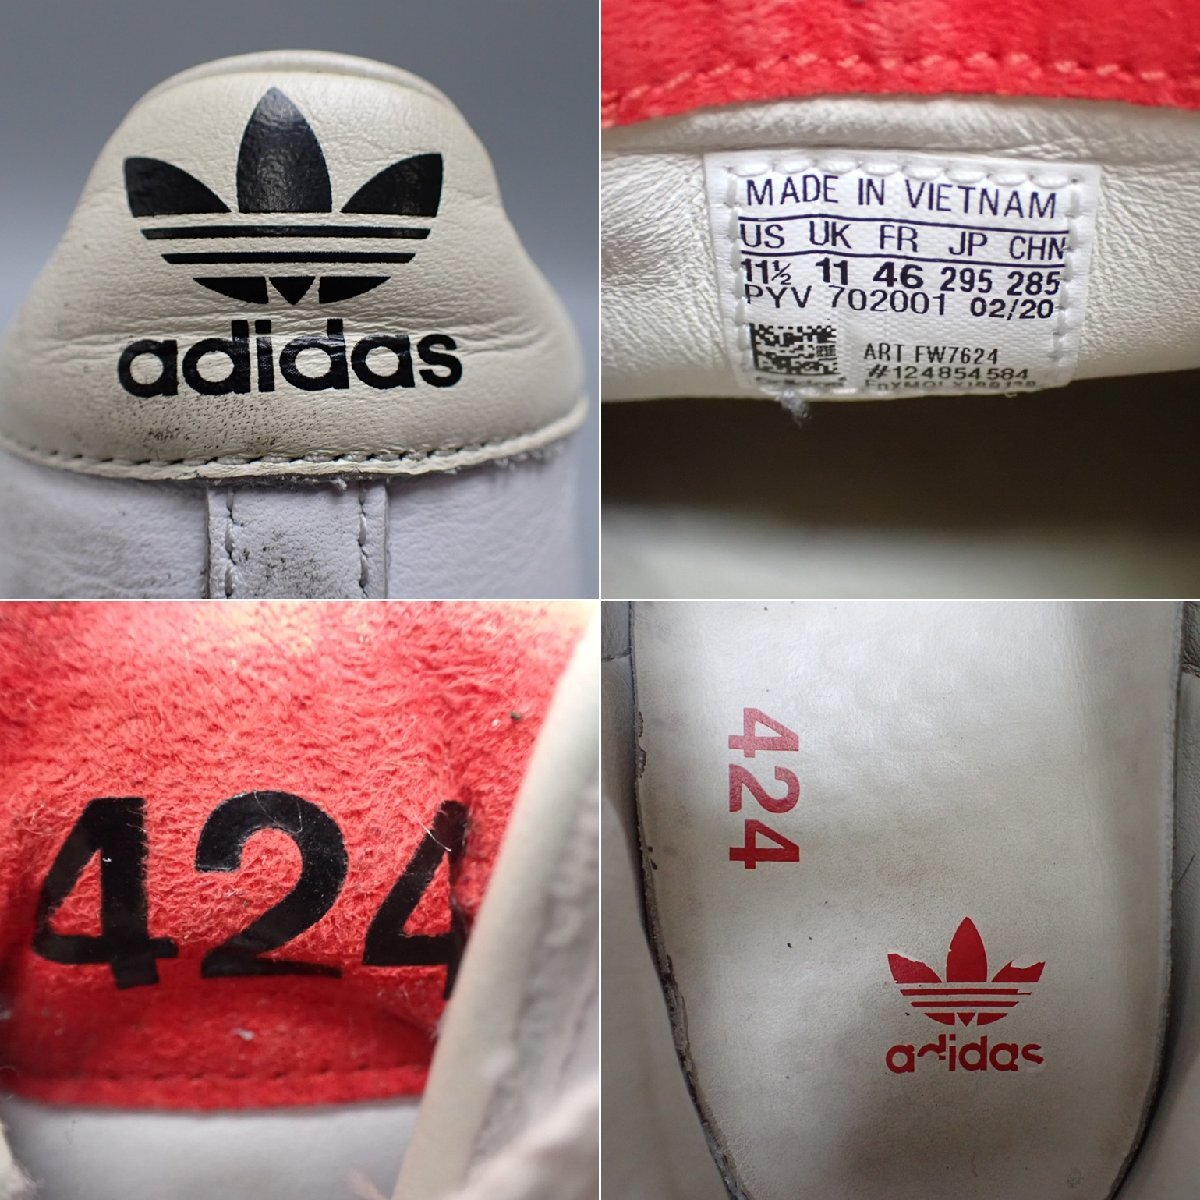 adidas
MADE IN VIETNAM
US UK FR JP CHN
11½ 11 46 295 285
PYV 702001 02/20
ART FW7624
#124854584
424
424
adidas